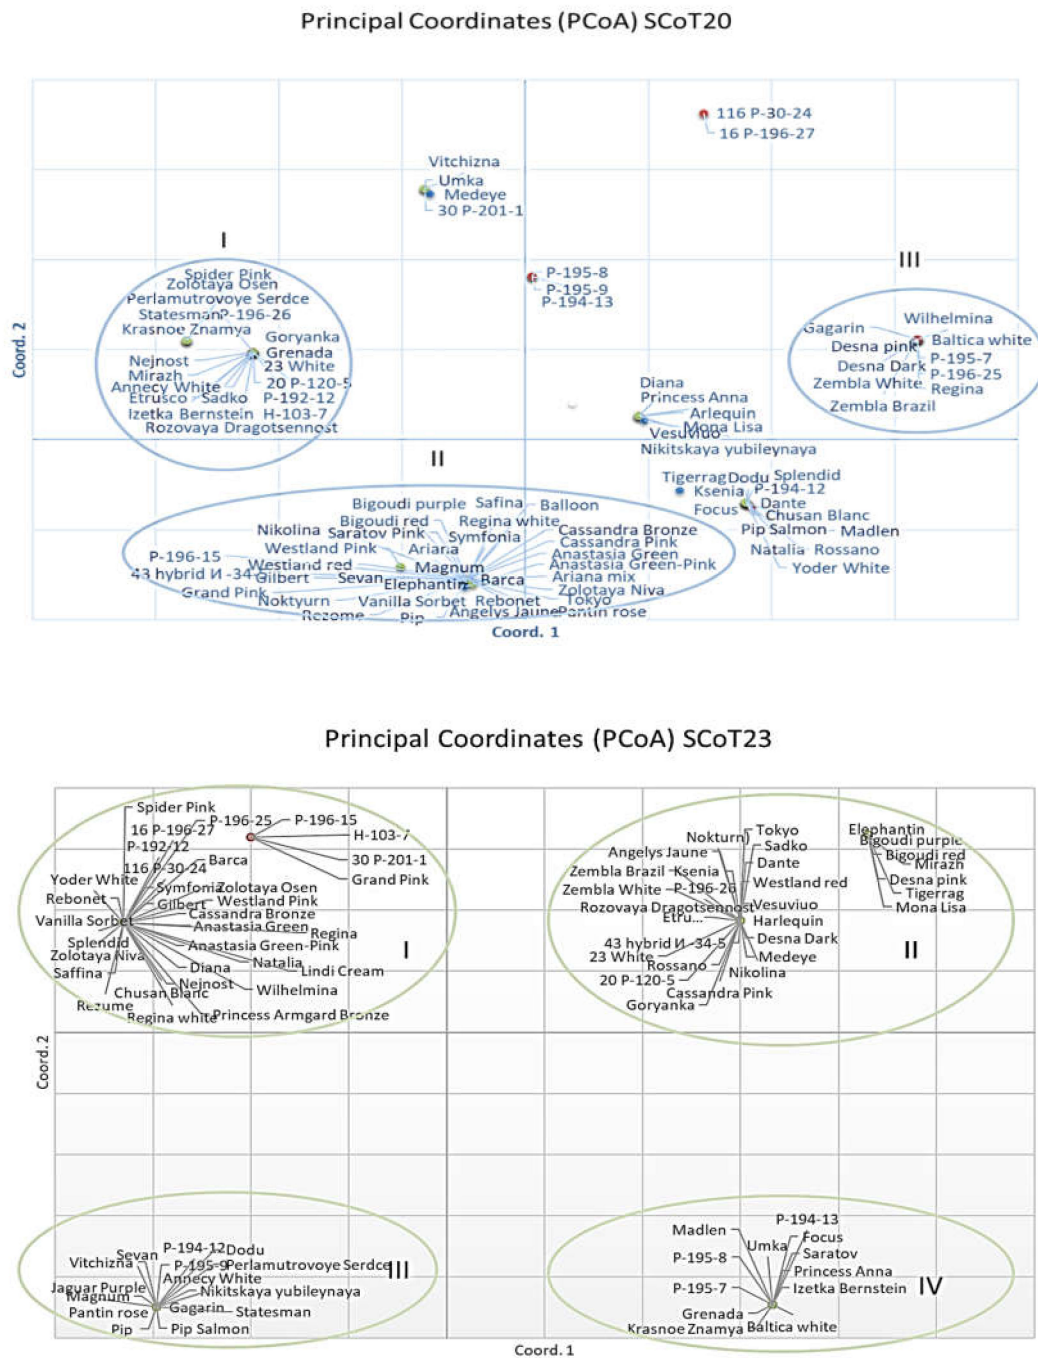 Principal Coordinates (PCoA) SCoT20
116 P-30-24
16 P-196-27
Vitchizna
Umka
Medeye
30 P-201-1
I
III
P-195-8
P-195-9
P-194-13
Spider Pink
Zolotaya Osen
Perlamutrovoye Serdce
Statesman P-196-26
Krasnoe Znamya
Goryanka
Nejnost Grenada
Mirazh 23 White
Annecy White 20 P-120-5
Etrusco Sadko P-192-12
Izetka Bernstein H-103-7
Rozovaya Dragotsennost
Wilhelmina
Gagarin Baltica white
Desna pink
P-195-7
Desna Dark P-196-25
Zembla White Regina
Zembla Brazil
Coord. 2
Diana
Princess Anna
Arlequin
Mona Lisa
Vesuviuo
Nikitskaya yubileynaya
II
Tigerrag Dodu Splendid
Ksenia P-194-12
Focus Dante
Chusan Blanc
Pip Salmon Madlen
Natalia Rossano
Yoder White
Bigoudi purple Safina Balloon
Bigoudi red Regina white
Nikolina Saratov Pink Symfonia Cassandra Bronze
Westland Pink Ariana Cassandra Pink
P-196-15 Anastasia Green
Westland red Magnum Anastasia Green-Pink
43 hybrid И -34-5 Gilbert Sevan Barca Ariana mix
Grand Pink Elephantin Zolotaya Niva
Noktyurn Vanilla Sorbet Rebonet Tokyo
Rezome Pip Angelys Jaune Pantin rose
Coord. 1
Principal Coordinates (PCoA) SCoT23
Spider Pink
P-196-25 P-196-15
16 P-196-27 H-103-7
P-192-12
Barca 30 P-201-1
116 P-30-24
Yoder White Symfonia Zolotaya Osen Grand Pink
Rebonet Gilbert Westland Pink
Vanilla Sorbet Cassandra Bronze
Anastasia Green Regina
Splendid Anastasia Green-Pink I
Zolotaya Niva
Saffina Diana Natalia
Lindi Cream
Nejnost
Chusan Blanc Wilhelmina
Rezume
Regina white Princess Armgard Bronze
Nokturn) Tokyo
Sadko
Angelys Jaune Dante
Zembla Brazil Ksenia
Zembla White P-196-26 Westland red
Rozovaya Dragotsennost Vesuviuo
Etru... Harlequin
43 hybrid И -34-5 Desna Dark
23 White Medeye
Rossano
20 P-120-5 Nikolina
Cassandra Pink
Goryanka
Elephantin
Bigoudi purple
Bigoudi red
Mirazh
Desna pink
Tigerrag
Mona Lisa
II
Coord. 2
P-194-12 Dodu
Sevan
Vitchizna P-195-9 Perlamutrovoye Serdce
Annecy White III
Jaguar Purple Nikitskaya yubileynaya
Magnum
Pantin rose Gagarin Statesman
Pip Pip Salmon
P-194-13
Madlen Focus
Umka
Saratov
P-195-8
Princess Anna
P-195-7 Izetka Bernstein IV
Grenada
Krasnoe Znamya Baltica white
Coord. 1